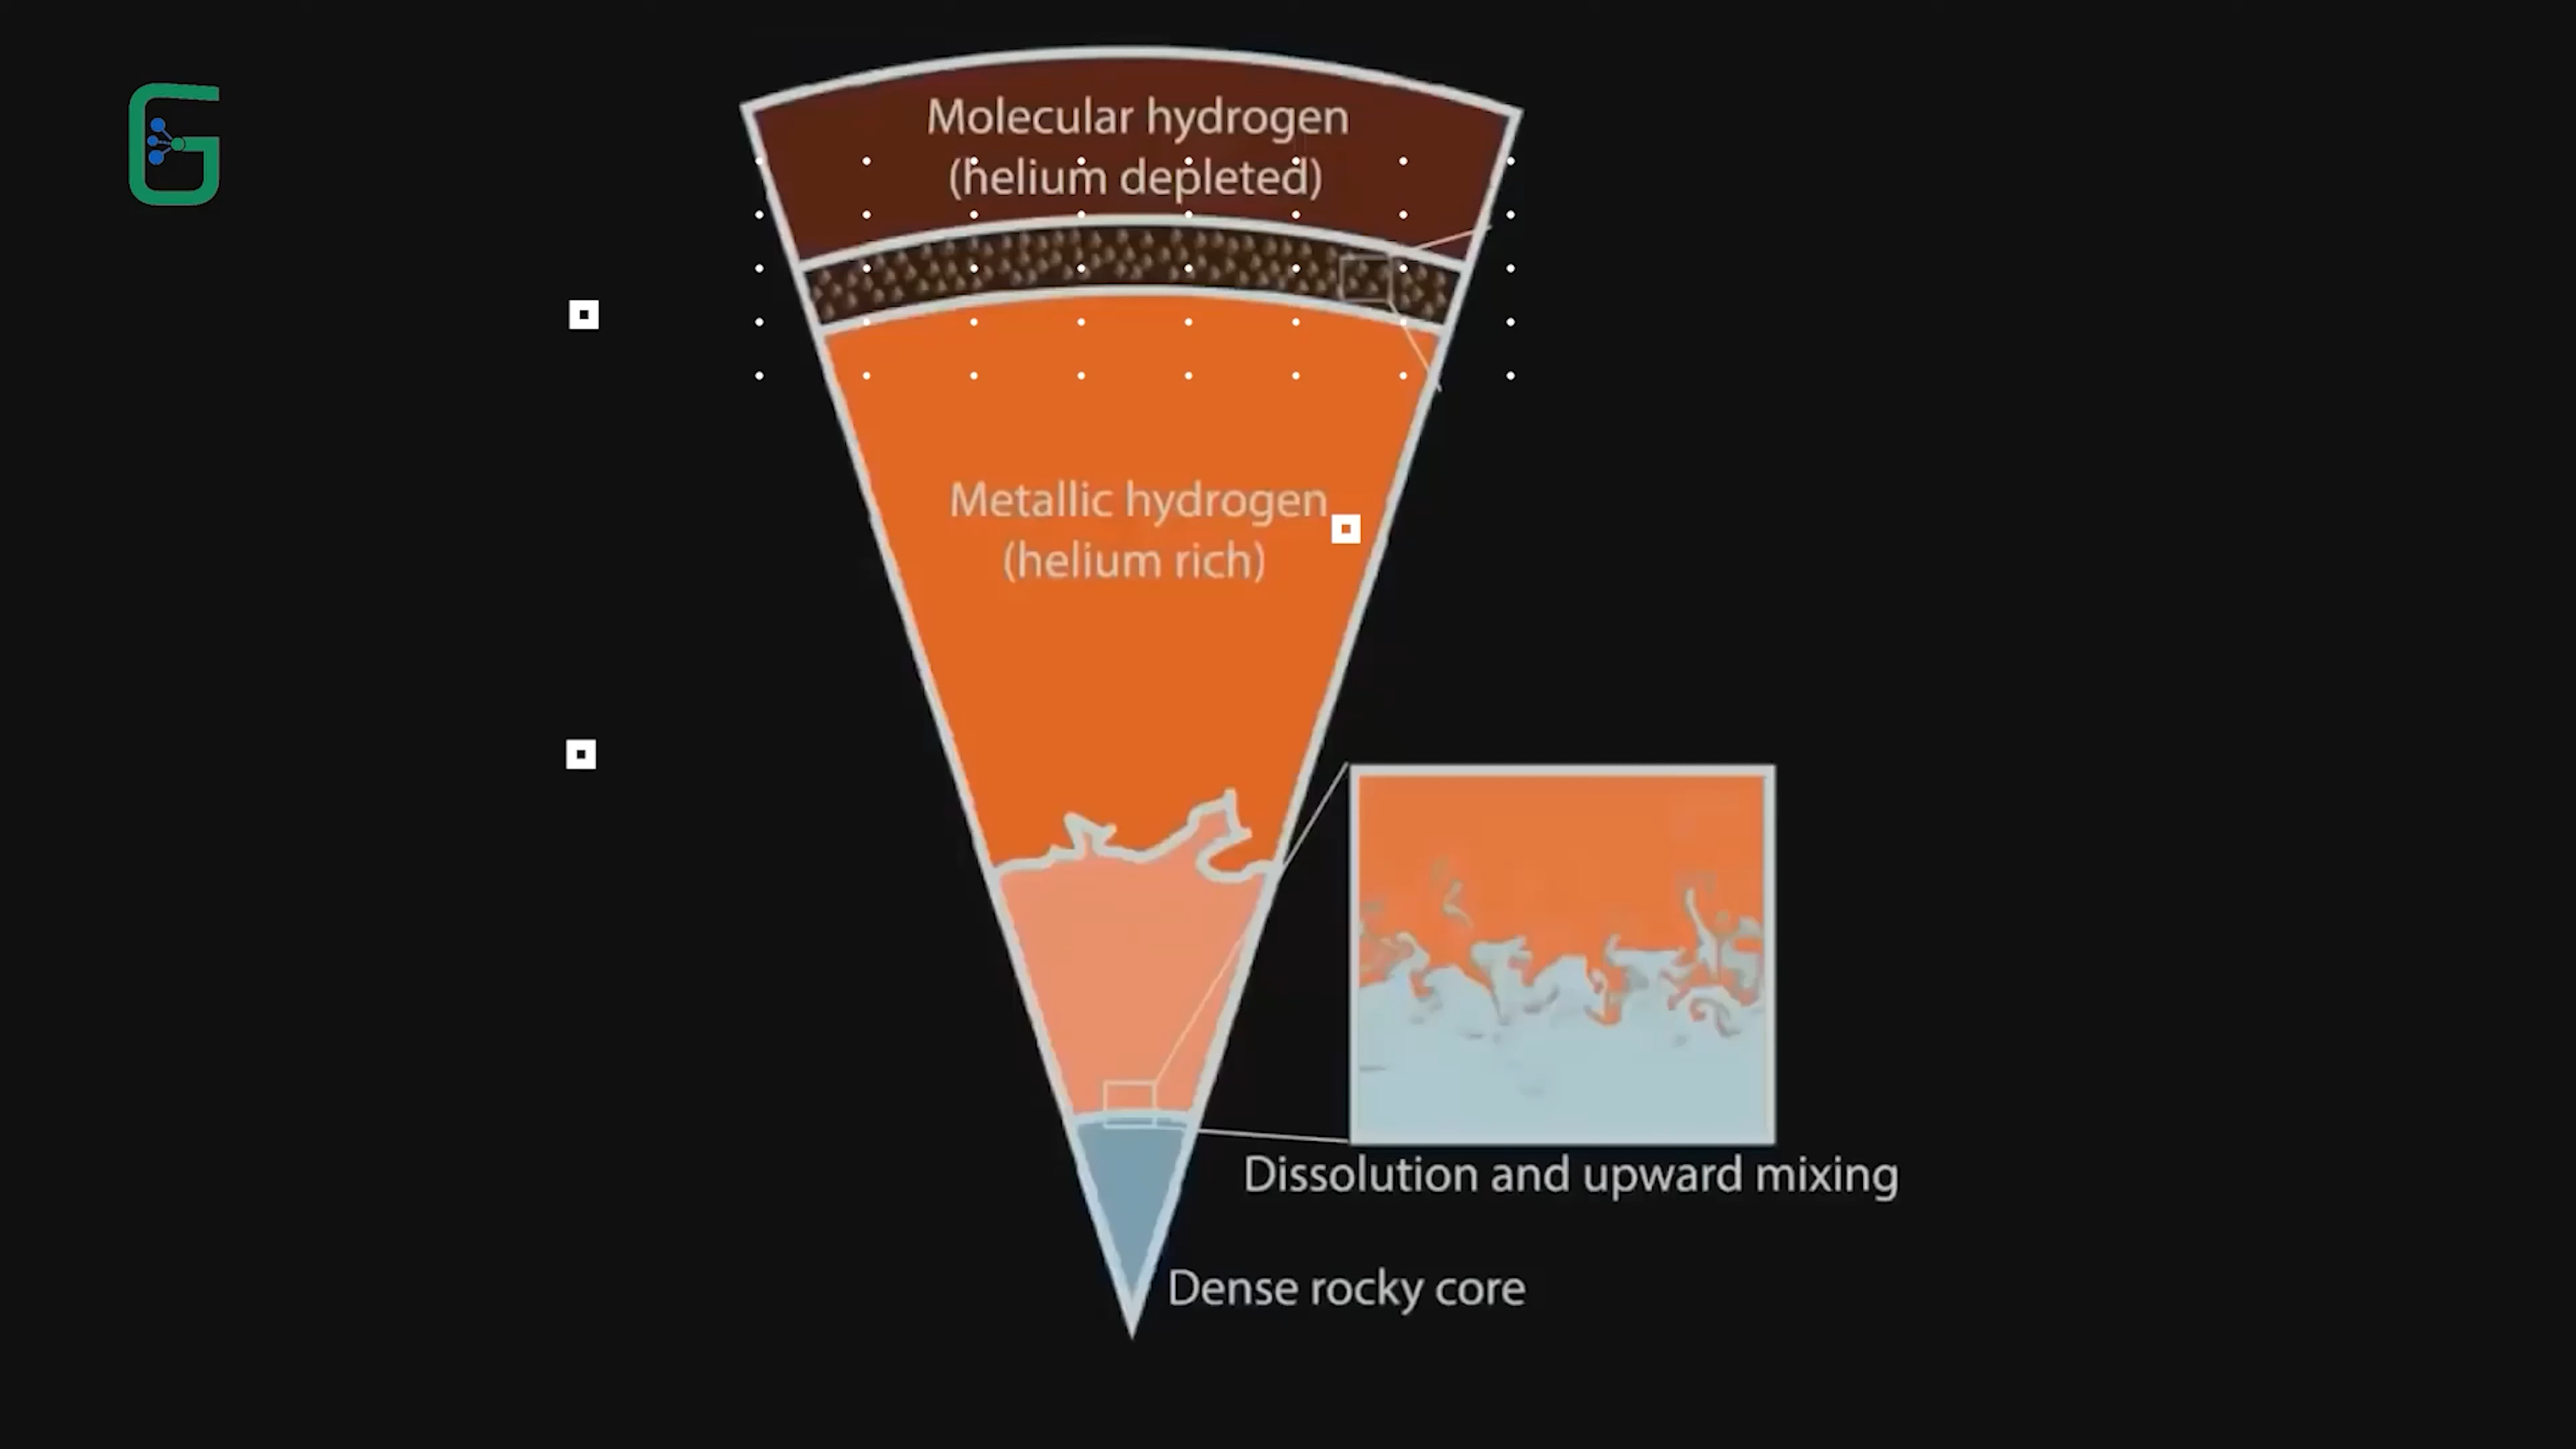 Molecular hydrogen
(helium depleted)
Metallic hydrogen
(helium rich)
Dissolution and upward mixing
Dense rocky core